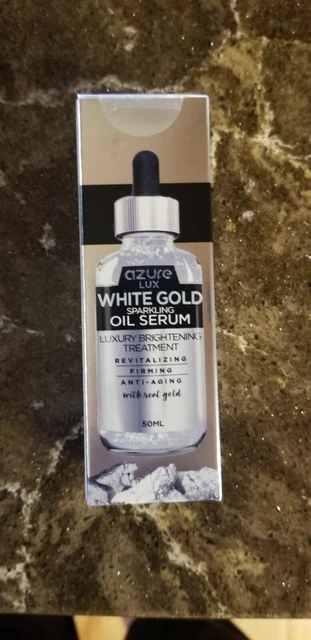 azure
LUX
WHITE GOLD
SPARKLING
OIL SERUM
LUXURY BRIGHTENING
TREATMENT
REVITALIZING
FIRMING
ANTI-AGING
with real gold
50ML